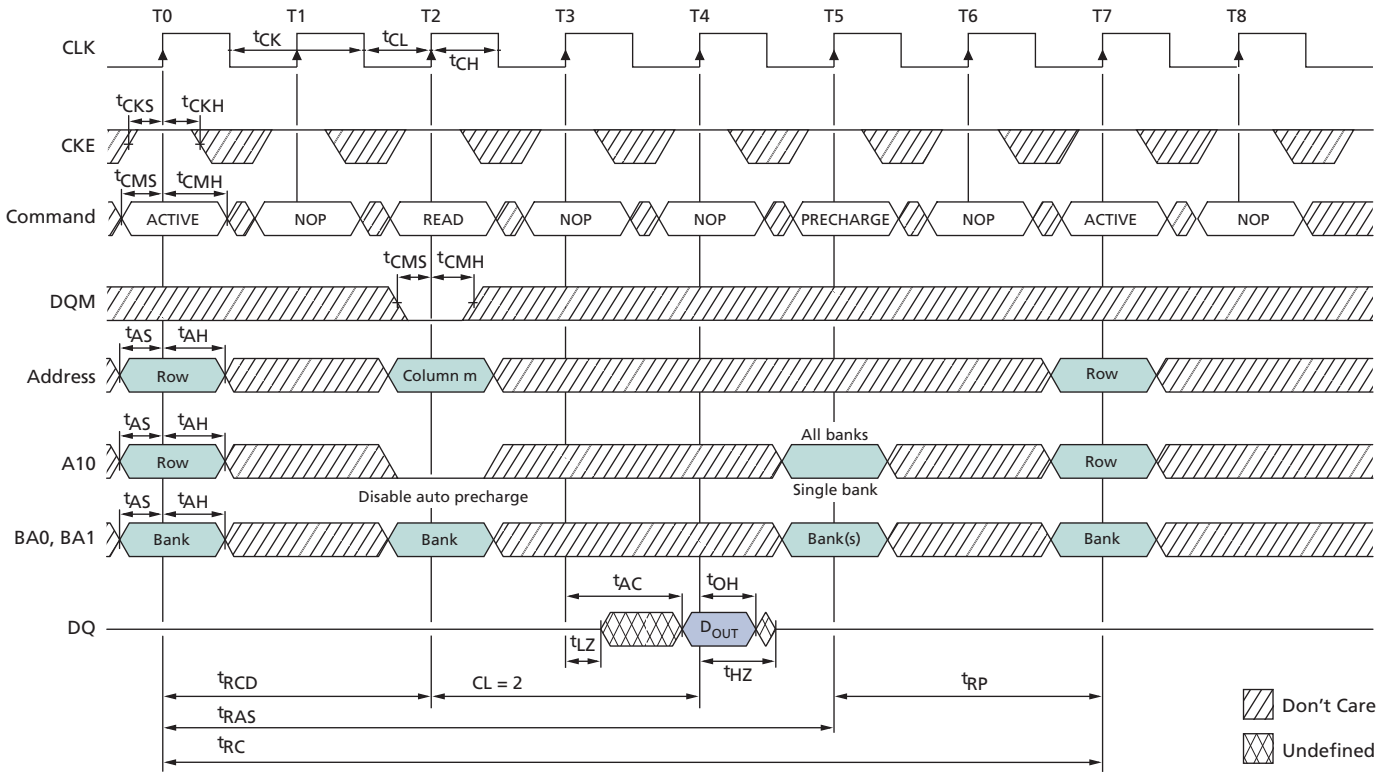 T0 T1 T2 T3 T4 T5 T6 T7 T8
CLK
tCK tCL
tCH
tCKS tCKH
CKE
tCMS tCMH
Command ACTIVE NOP READ NOP NOP PRECHARGE NOP ACTIVE NOP
tCMS tCMH
DQM
tAS tAH
Address Row Column m Row
tAS tAH
All banks
A10 Row Row
Disable auto precharge
Single bank
tAS tAH
BA0, BA1 Bank Bank Bank(s) Bank
tAC tOH
DQ DOUT
tLZ
tHZ
tRCD CL = 2 tRP
tRAS
tRC
Don't Care
Undefined